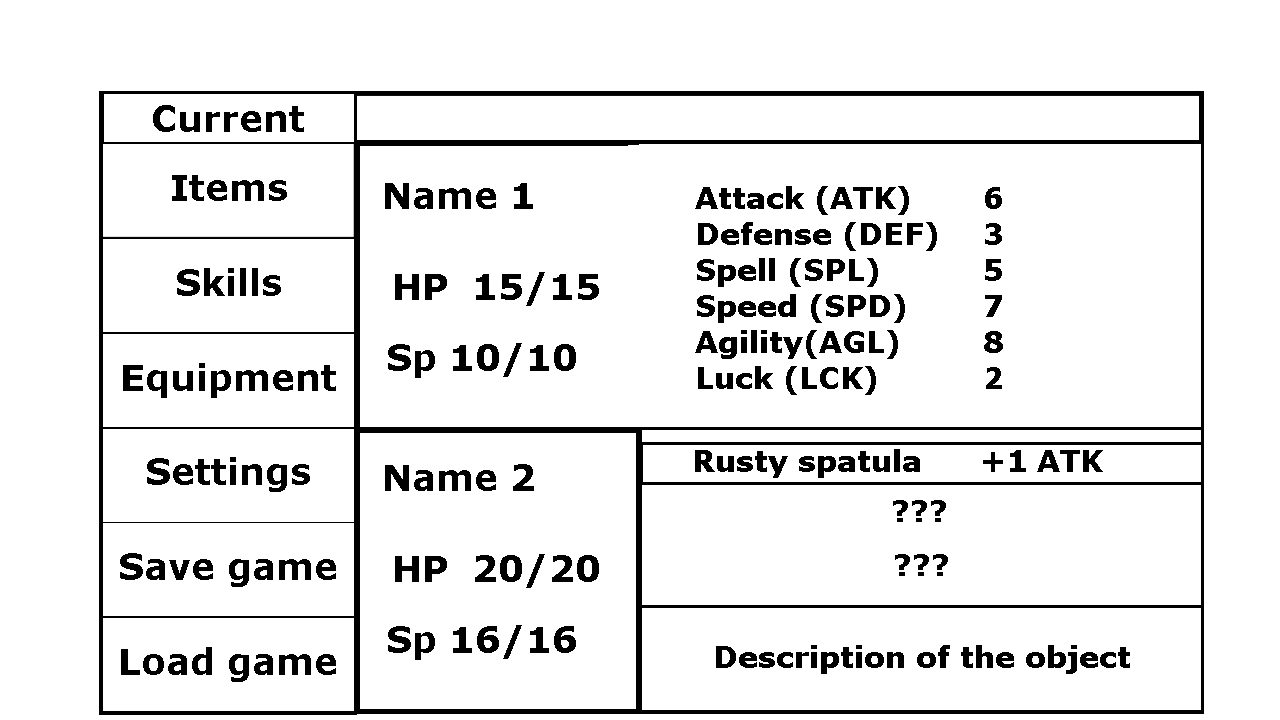 Current
Items
Skills
Equipment
Settings
Save game
Load game
Name 1
HP 15/15
Sp 10/10
Attack (ATK) 6
Defense (DEF) 3
Spell (SPL) 5
Speed (SPD) 7
Agility(AGL) 8
Luck (LCK) 2
Name 2
HP 20/20
Sp 16/16
Rusty spatula +1 ATK
???
???
Description of the object